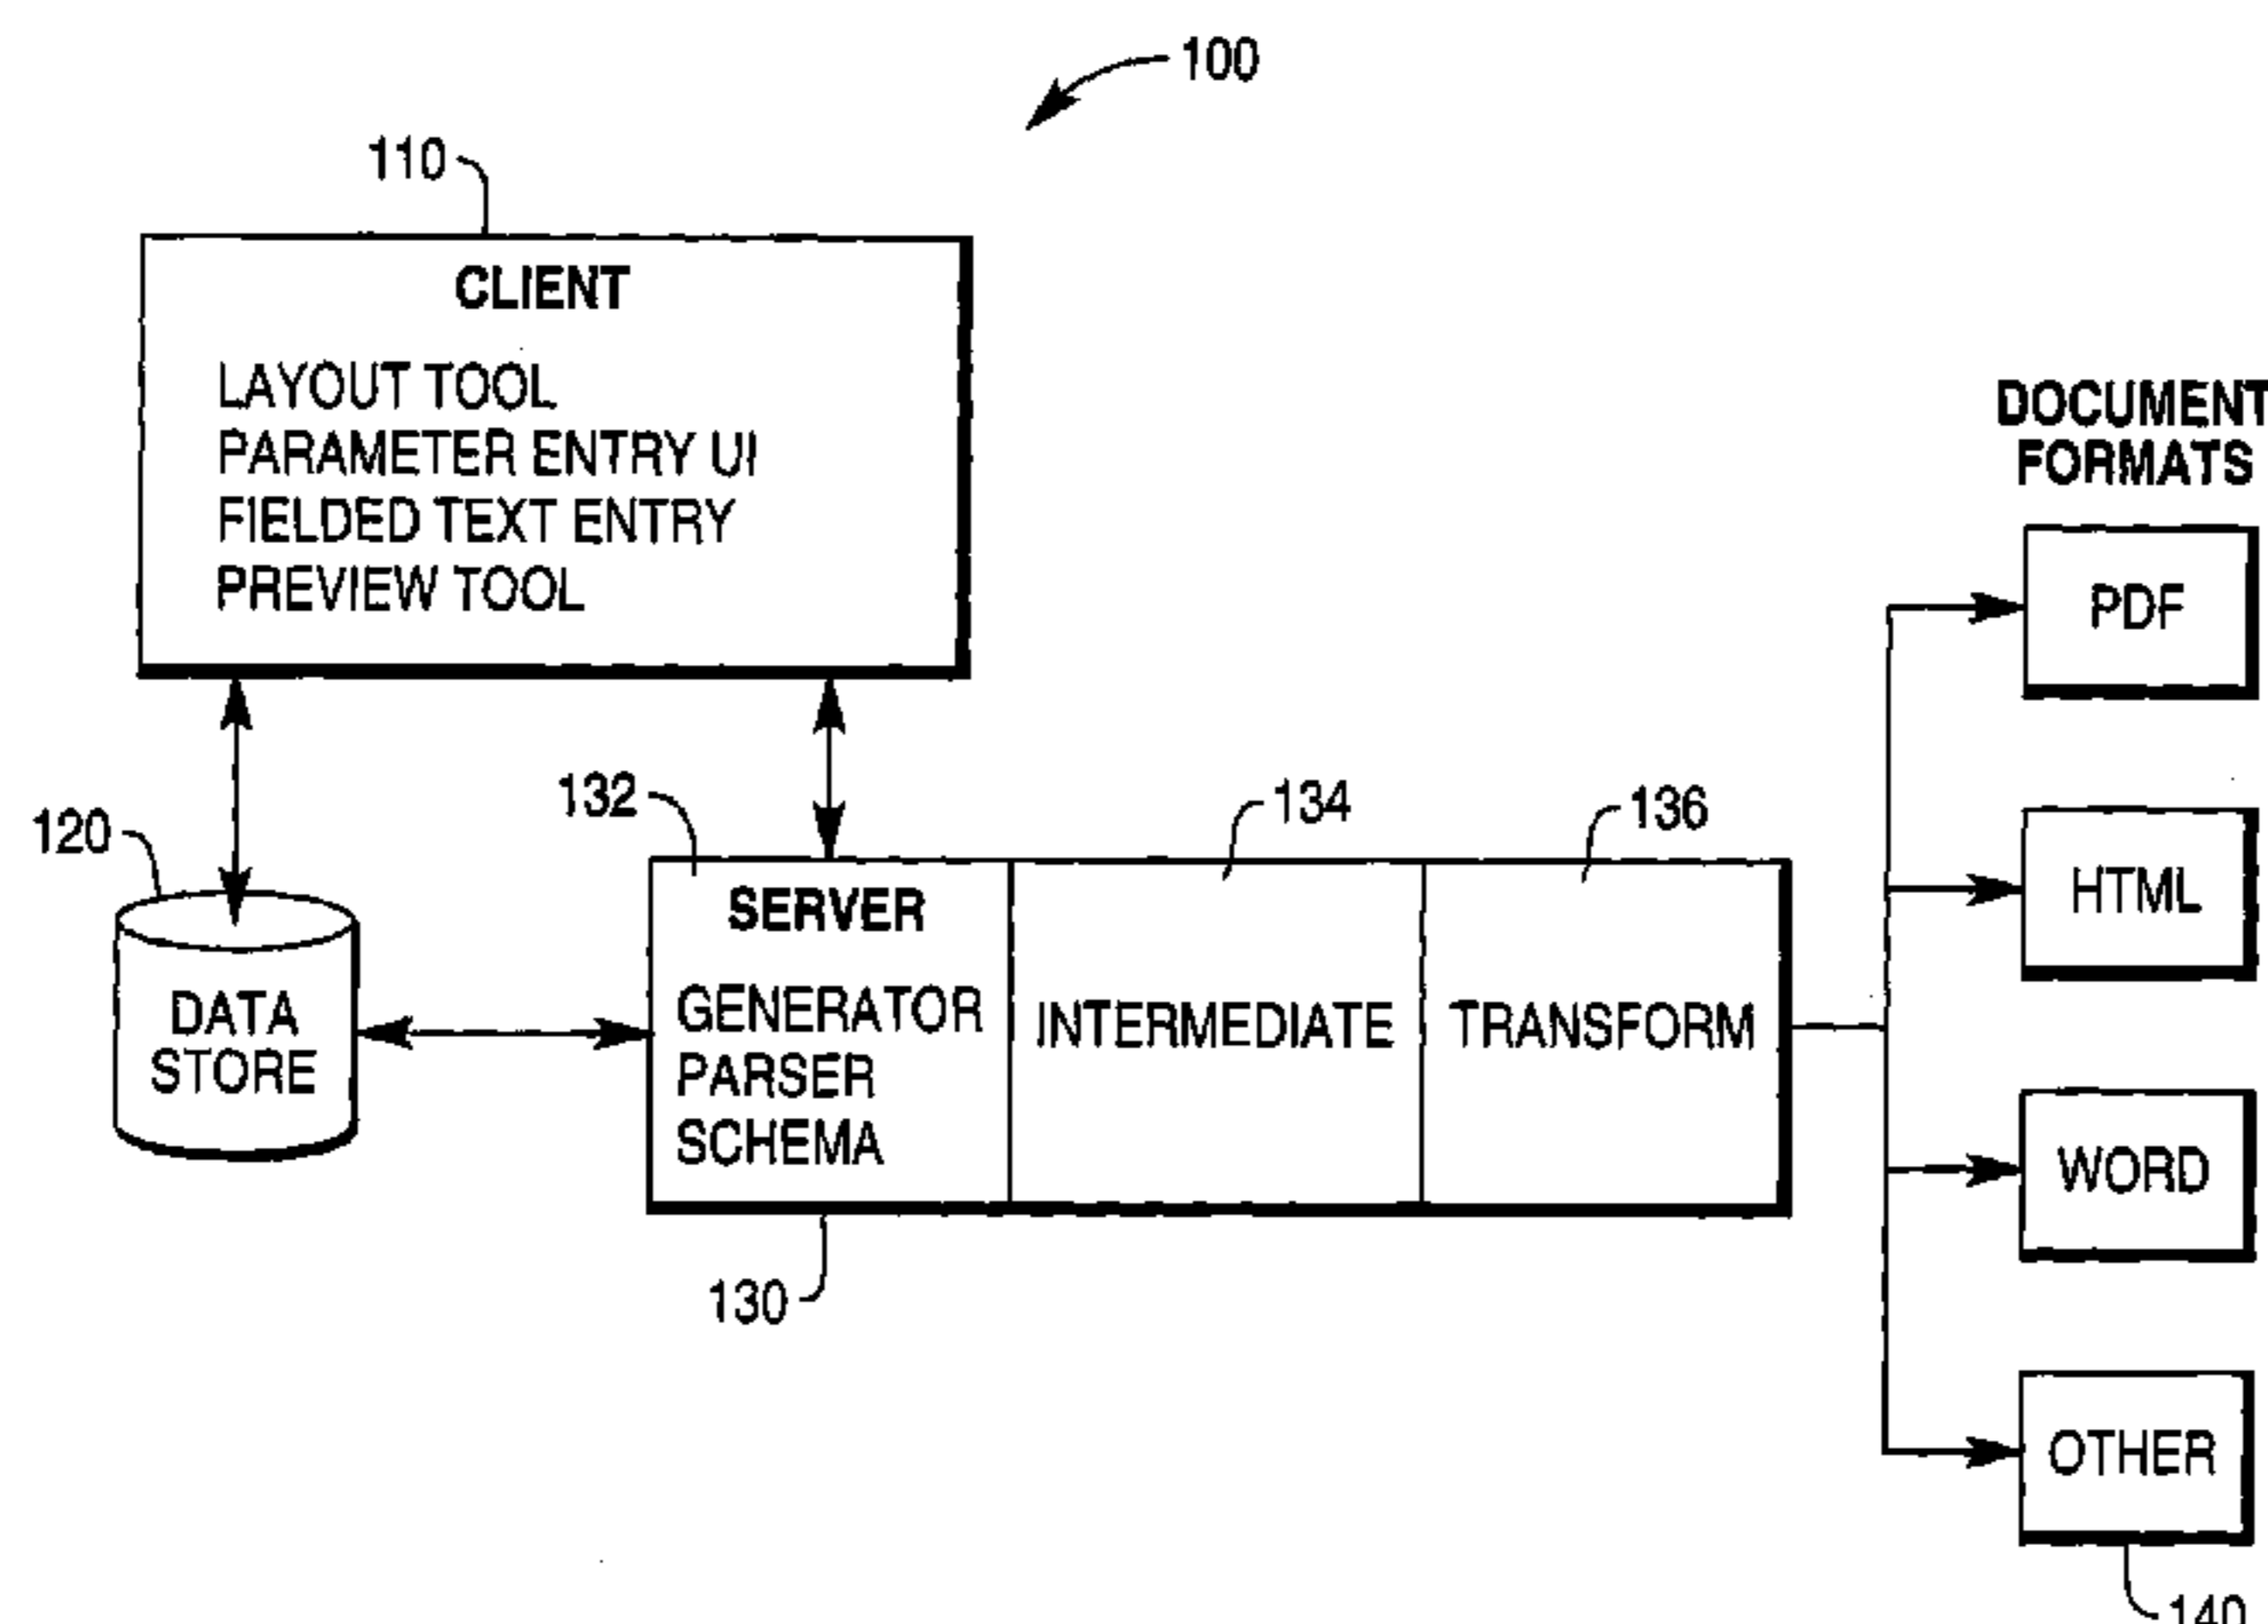 100
110
CLIENT
LAYOUT TOOL
PARAMETER ENTRY UI
FIELDED TEXT ENTRY
PREVIEW TOOL
120
DATA
STORE
132
SERVER
GENERATOR
PARSER
SCHEMA
134
INTERMEDIATE
136
TRANSFORM
130
DOCUMENT
FORMATS
PDF
HTML
WORD
OTHER
140